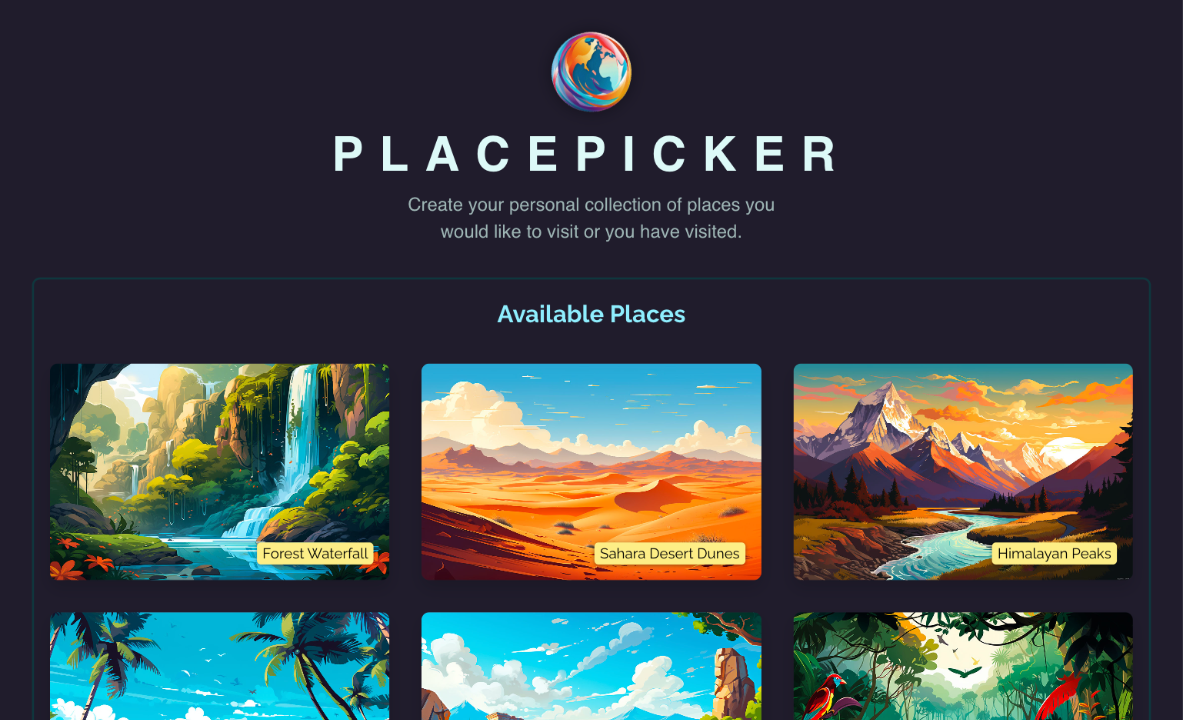 PLACEPICKER
Create your personal collection of places you
would like to visit or you have visited.
Available Places
Forest Waterfall
Sahara Desert Dunes
Himalayan Peaks